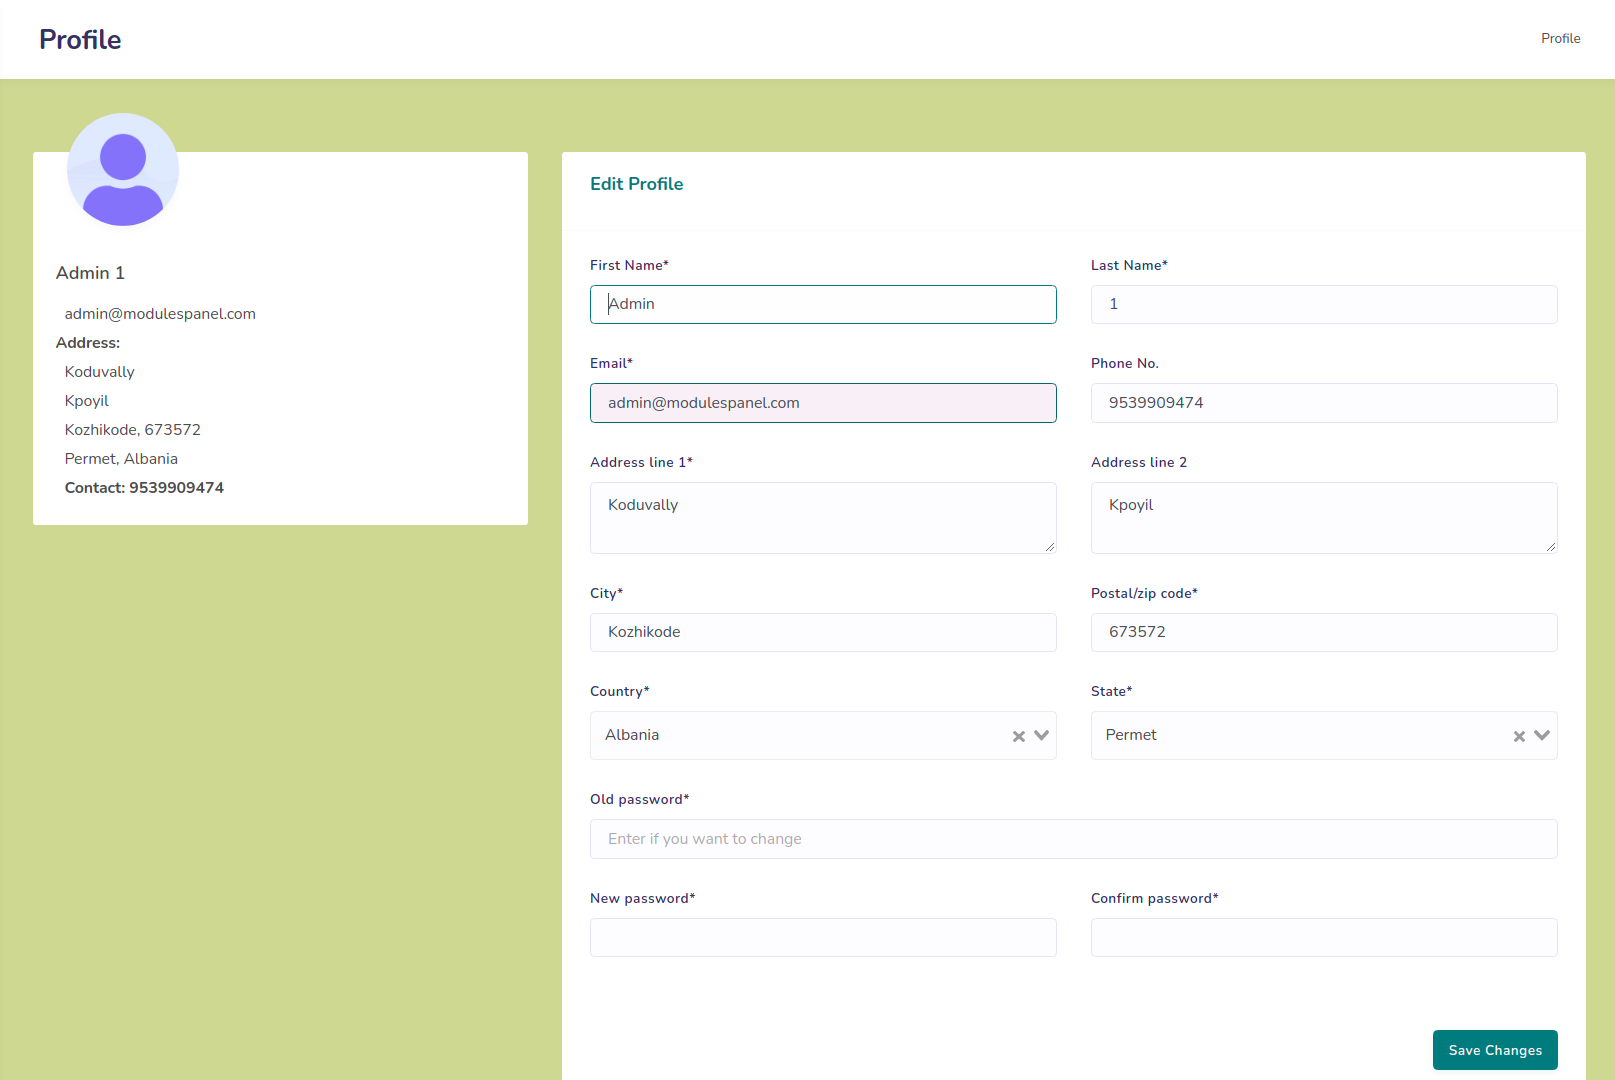 Profile
Profile
Admin 1
admin@modulespanel.com
Address:
Koduvally
Kpoyil
Kozhikode, 673572
Permet, Albania
Contact: 9539909474
Edit Profile
First Name*
Last Name*
Admin
1
Email*
Phone No.
admin@modulespanel.com
9539909474
Address line 1*
Address line 2
Koduvally
Kpoyil
City*
Postal/zip code*
Kozhikode
673572
Country*
State*
Albania
Permet
Old password*
Enter if you want to change
New password*
Confirm password*
Save Changes